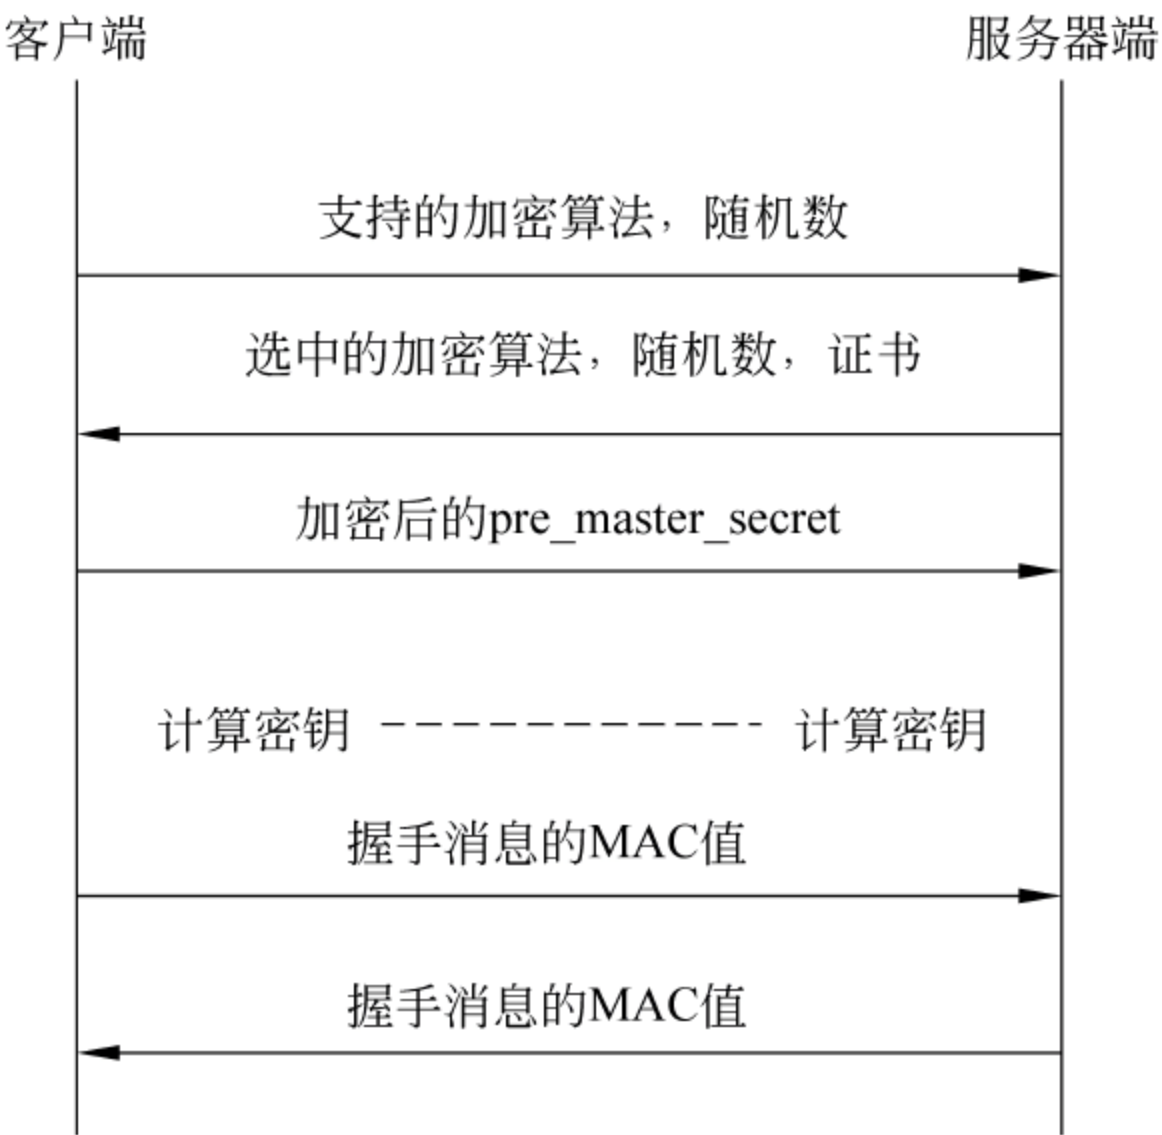 客户端
服务器端
支持的加密算法，随机数
选中的加密算法，随机数，证书
加密后的pre_master_secret
计算密钥
计算密钥
握手消息的MAC值
握手消息的MAC值